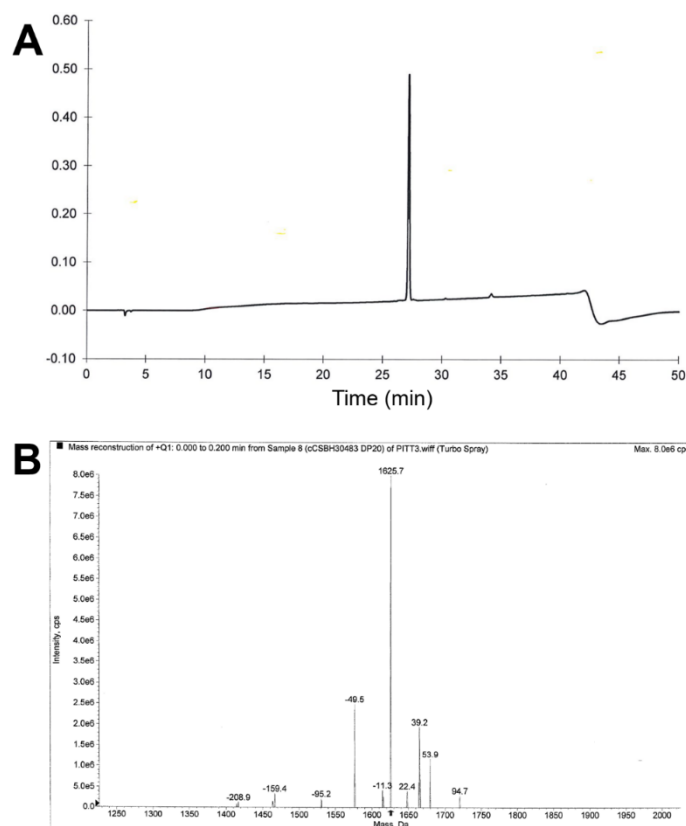 A
0.60
0.50
0.40
0.30
0.20
0.10
0.00
-0.10
0 5 10 15 20 25 30 35 40 45 50
Time (min)
B
Mass reconstruction of +Q1: 0.000 to 0.200 min from Sample 8 (cCSBH30483 DP20) of PITT3.wiff (Turbo Spray) Max. 8.0e6 cp
1625.7
8.0e6
7.5e6
7.0e6
6.5e6
6.0e6
5.5e6
5.0e6
4.5e6
4.0e6
3.5e6
3.0e6
2.5e6
2.0e6
1.5e6
1.0e6
5.0e5
0.0
Intensity, cps
-49.5
39.2
53.9
-159.4
-11.3
22.4
-208.9
-95.2
94.7
1250 1300 1350 1400 1450 1500 1550 1600 1650 1700 1750 1800 1850 1900 1950 2000
Mass, Da